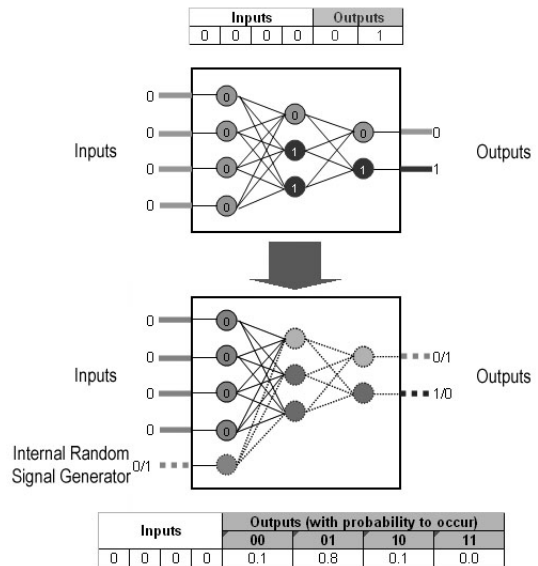 Inputs Outputs
0 0 0 0 0 1
0 0 0
0 0 1 0 0
Inputs Outputs
0 0 1 1 1
0 0 1
0 0
Inputs Outputs
0 0
0 0 0/1
0 0 1/0
0 0
Internal Random
Signal Generator 0/1
Inputs Outputs (with probability to occur)
00 01 10 11
0 0 0 0 0.1 0.8 0.1 0.0